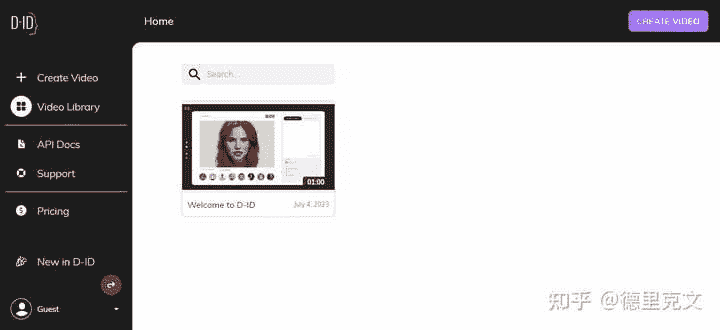 D-ID
Home
CREATE VIDEO
Create Video
Video Library
API Docs
Support
Pricing
New in D-ID
Guest
Search...
01:00
Welcome to D-ID
July 4, 2023
知乎 @德里克文